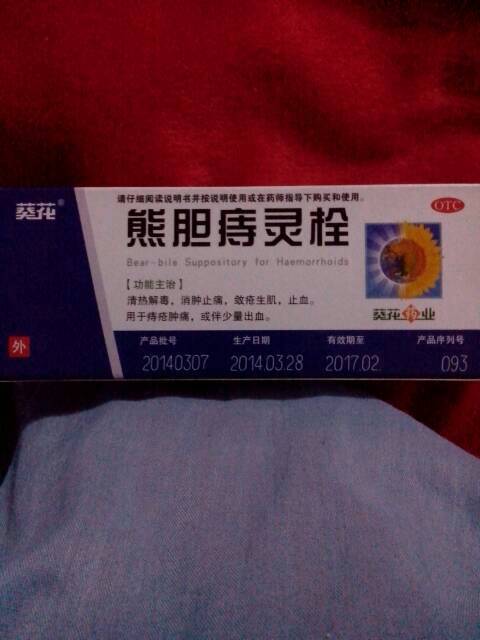 请仔细阅读说明书并按说明使用或在药师指导下购买和使用。
葵花®
OTC
熊胆痔灵栓
Bear-bile Suppository for Haemorrhoids
【功能主治】
清热解毒，消肿止痛，敛疮生肌，止血。
用于痔疮肿痛，或伴少量出血。
葵花药业
外
产品批号 生产日期 有效期至 产品序列号
20140307 2014.03.28 2017.02. 093